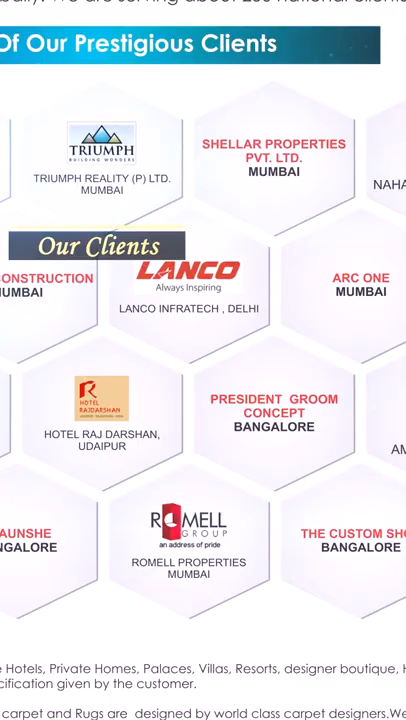 Of Our Prestigious Clients
TRIUMPH
BUILDING WONDERS
TRIUMPH REALITY (P) LTD.
MUMBAI
SHELLAR PROPERTIES
PVT. LTD.
MUMBAI
NAHA
Our Clients
CONSTRUCTION
MUMBAI
LANCO
Always Inspiring
LANCO INFRATECH , DELHI
ARC ONE
MUMBAI
HOTEL
RAJDARSHAN
HOTEL RAJ DARSHAN,
UDAIPUR
PRESIDENT GROOM
CONCEPT
BANGALORE
AM
AUNSHE
NGALORE
ROMELL
GROUP
an address of pride
ROMELL PROPERTIES
MUMBAI
THE CUSTOM SHO
BANGALORE
e Hotels, Private Homes, Palaces, Villas, Resorts, designer boutique, H
cification given by the customer.
carpet and Rugs are designed by world class carpet designers.We